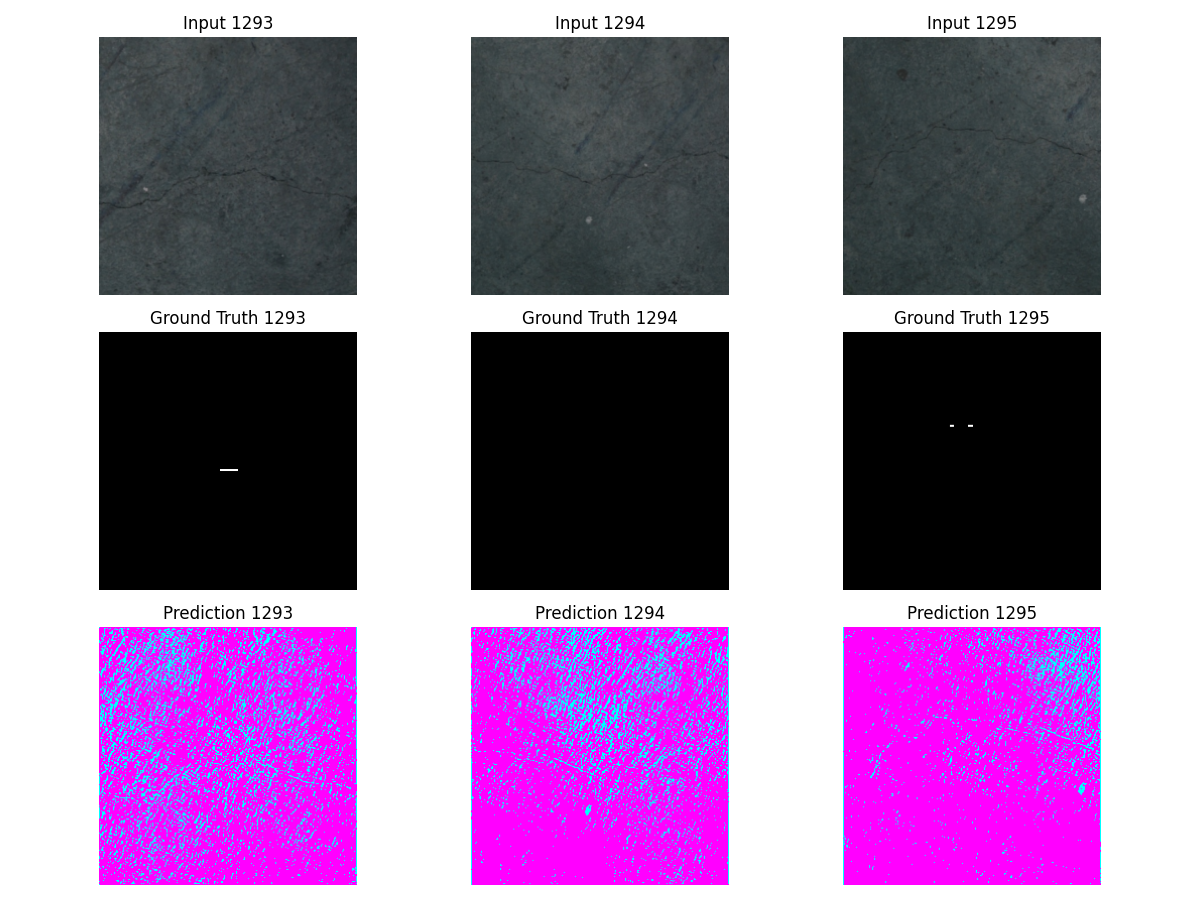 Input 1293
Input 1294
Input 1295
Ground Truth 1293
Ground Truth 1294
Ground Truth 1295
Prediction 1293
Prediction 1294
Prediction 1295